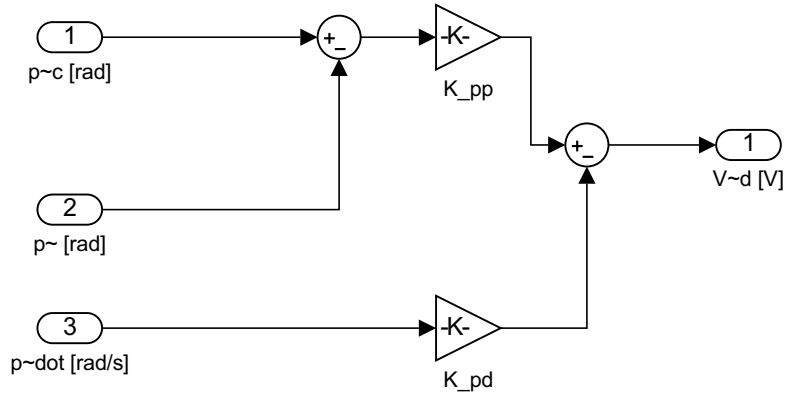 1
p~c [rad]
+
−
-K-
K_pp
2
p~ [rad]
+
−
1
V~d [V]
3
p~dot [rad/s]
-K-
K_pd